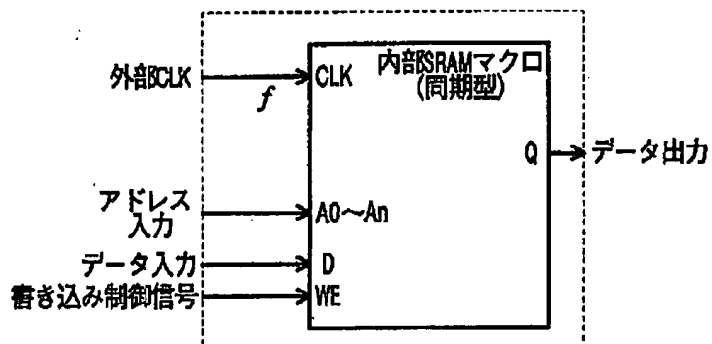 外部CLK
f
CLK
内部SRAMマクロ
(同期型)
Q
データ出力
アドレス
入力
A0～An
データ入力
D
書き込み制御信号
WE